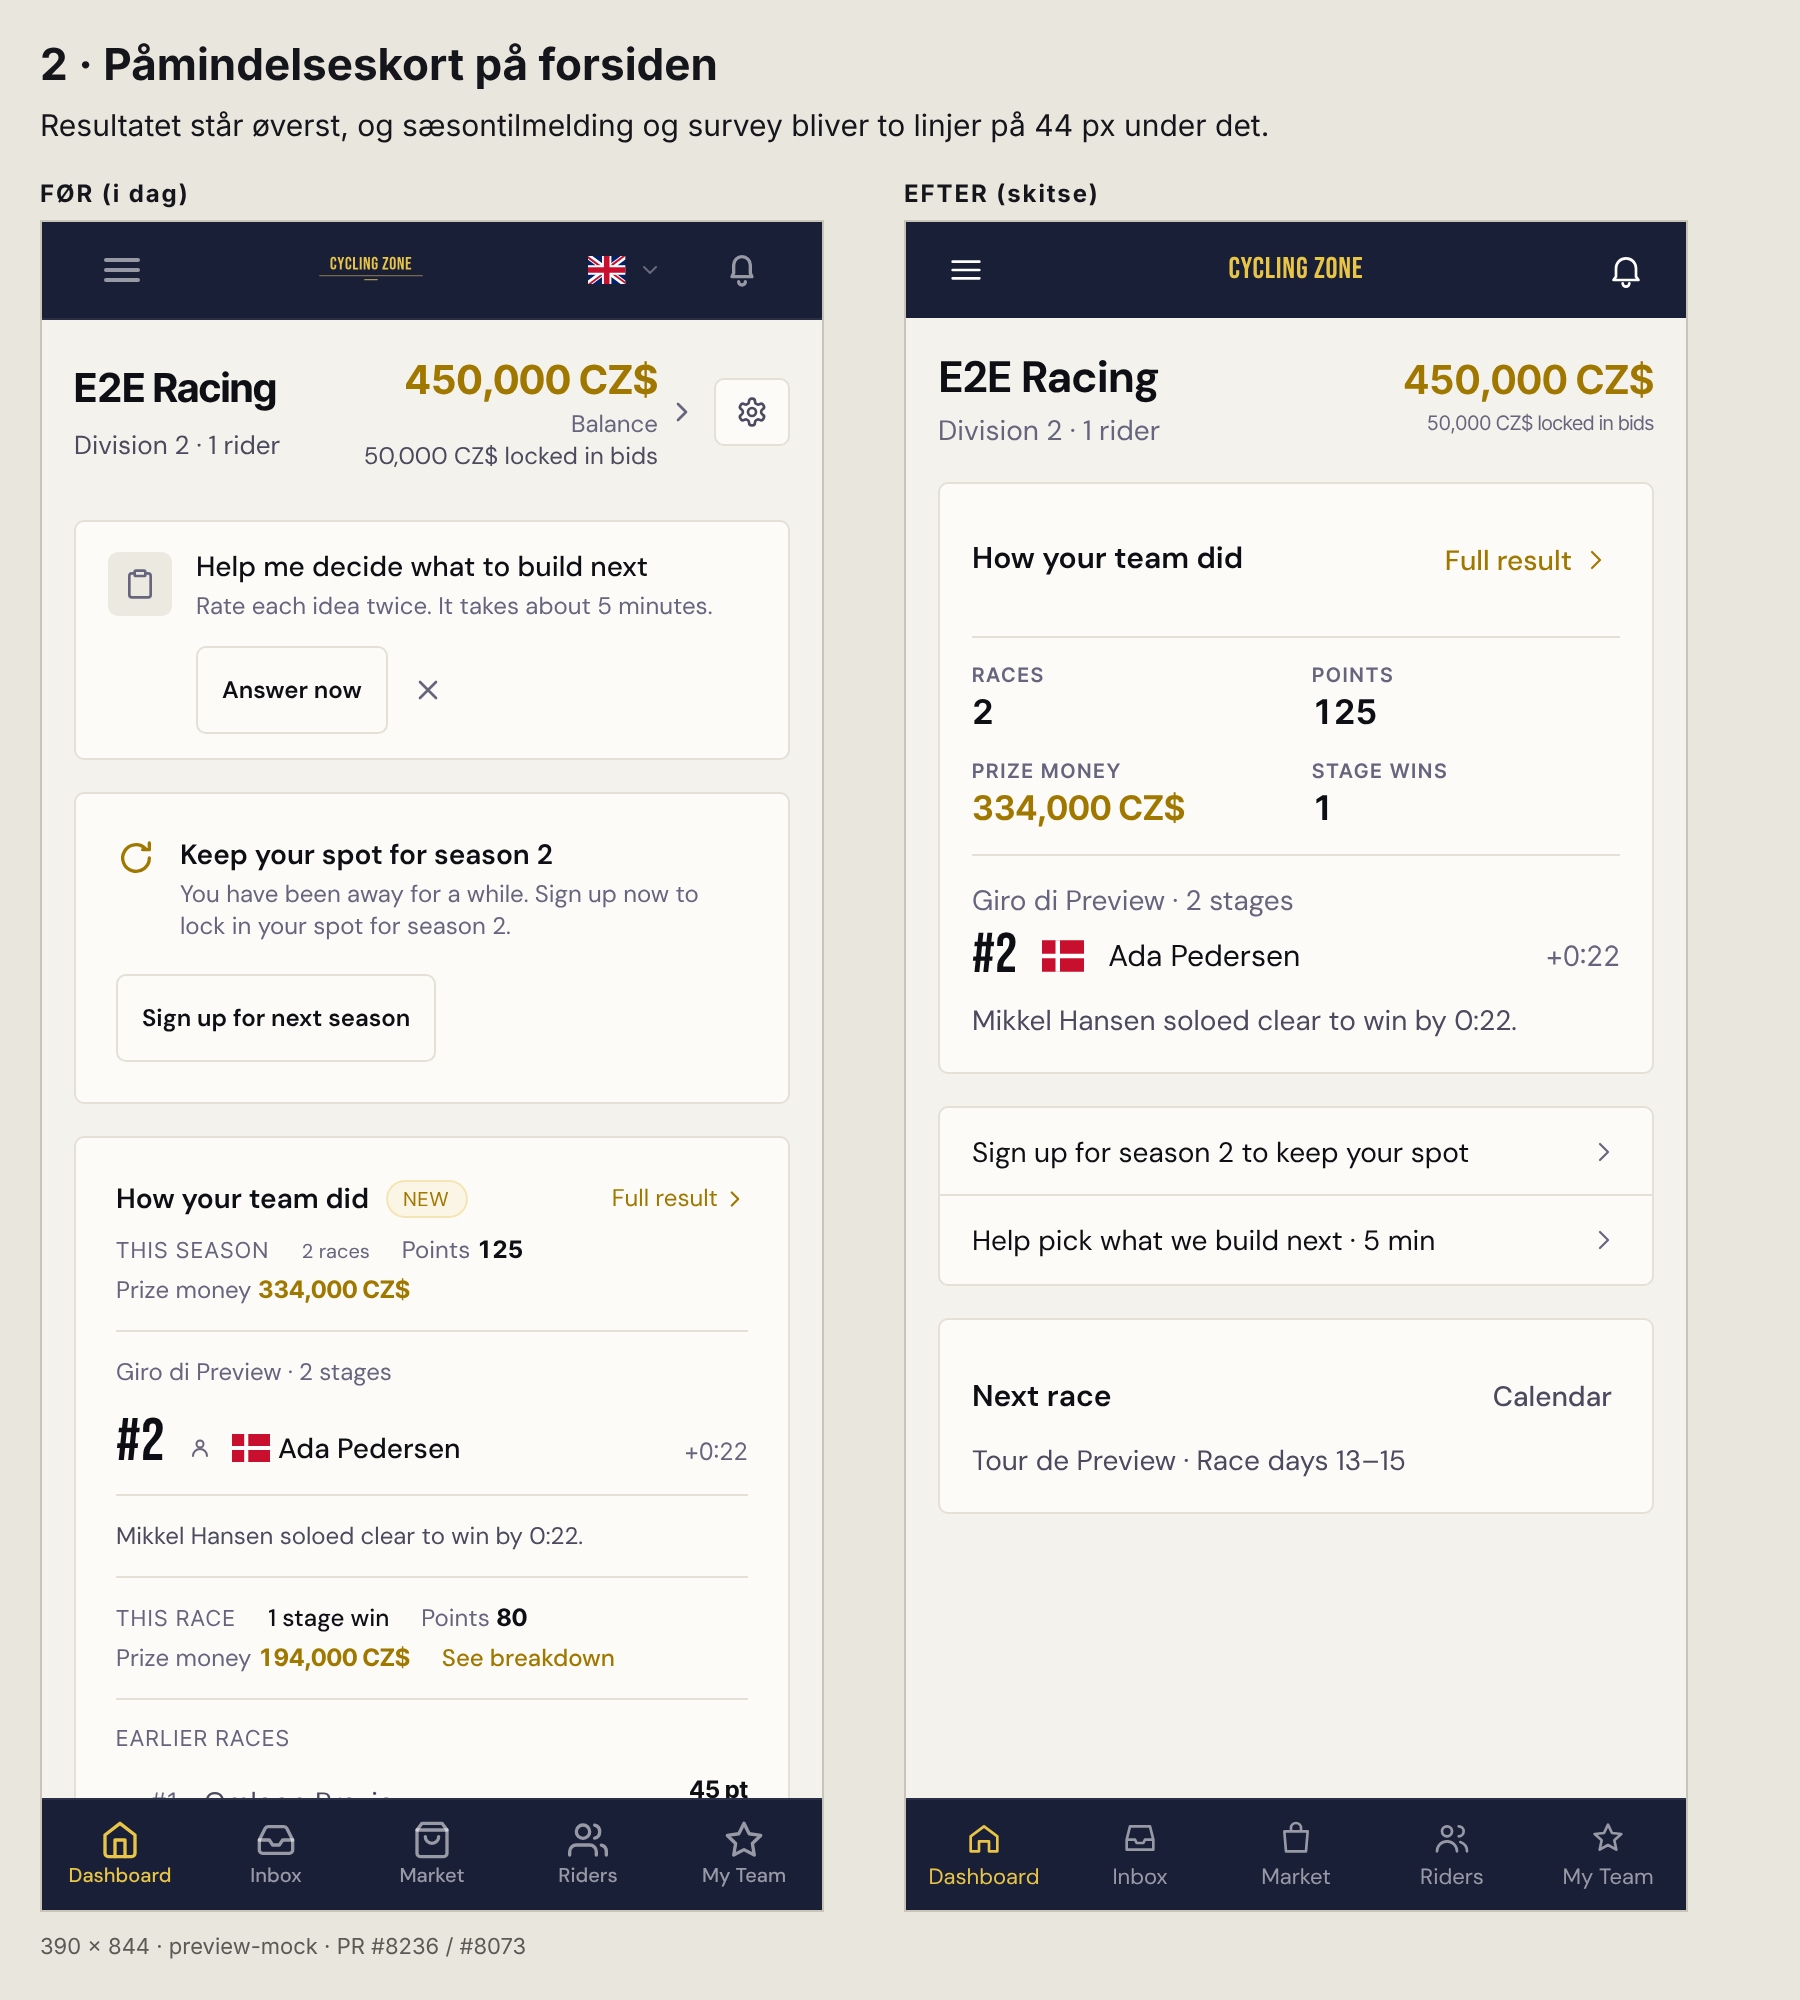 2 · Påmindelseskort på forsiden
Resultatet står øverst, og sæsontilmelding og survey bliver to linjer på 44 px under det.
FØR (i dag)
CYCLING ZONE
E2E Racing
450,000 CZ$
Balance
Division 2 · 1 rider
50,000 CZ$ locked in bids
Help me decide what to build next
Rate each idea twice. It takes about 5 minutes.
Answer now
Keep your spot for season 2
You have been away for a while. Sign up now to
lock in your spot for season 2.
Sign up for next season
How your team did NEW Full result
THIS SEASON 2 races Points 125
Prize money 334,000 CZ$
Giro di Preview · 2 stages
#2 Ada Pedersen +0:22
Mikkel Hansen soloed clear to win by 0:22.
THIS RACE 1 stage win Points 80
Prize money 194,000 CZ$ See breakdown
EARLIER RACES
45 pt
Dashboard Inbox Market Riders My Team
EFTER (skitse)
CYCLING ZONE
E2E Racing 450,000 CZ$
Division 2 · 1 rider 50,000 CZ$ locked in bids
How your team did Full result
RACES POINTS
2 125
PRIZE MONEY STAGE WINS
334,000 CZ$ 1
Giro di Preview · 2 stages
#2 Ada Pedersen +0:22
Mikkel Hansen soloed clear to win by 0:22.
Sign up for season 2 to keep your spot
Help pick what we build next · 5 min
Next race Calendar
Tour de Preview · Race days 13–15
Dashboard Inbox Market Riders My Team
390 × 844 · preview-mock · PR #8236 / #8073